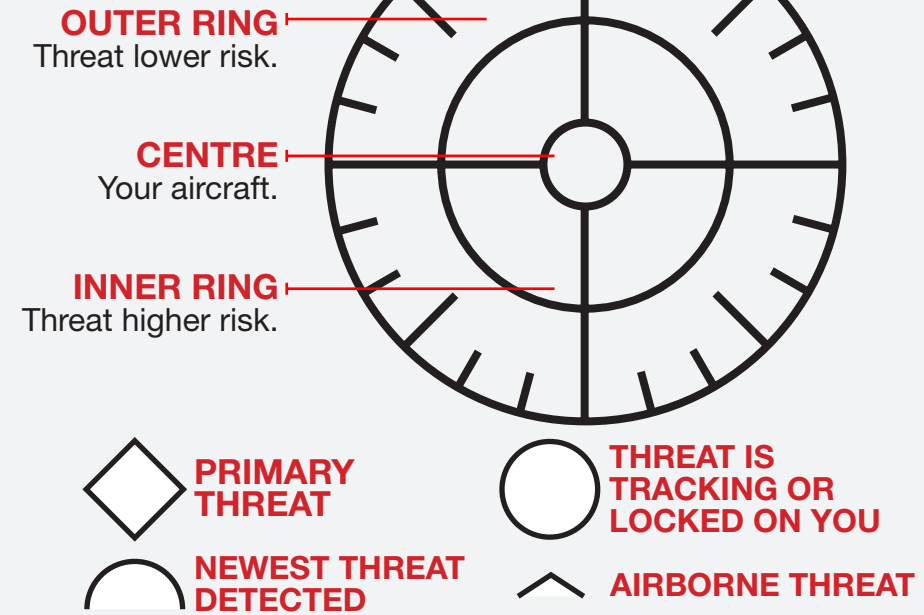 OUTER RING
Threat lower risk.
CENTRE
Your aircraft.
INNER RING
Threat higher risk.
PRIMARY
THREAT
THREAT IS
TRACKING OR
LOCKED ON YOU
NEWEST THREAT
DETECTED
AIRBORNE THREAT